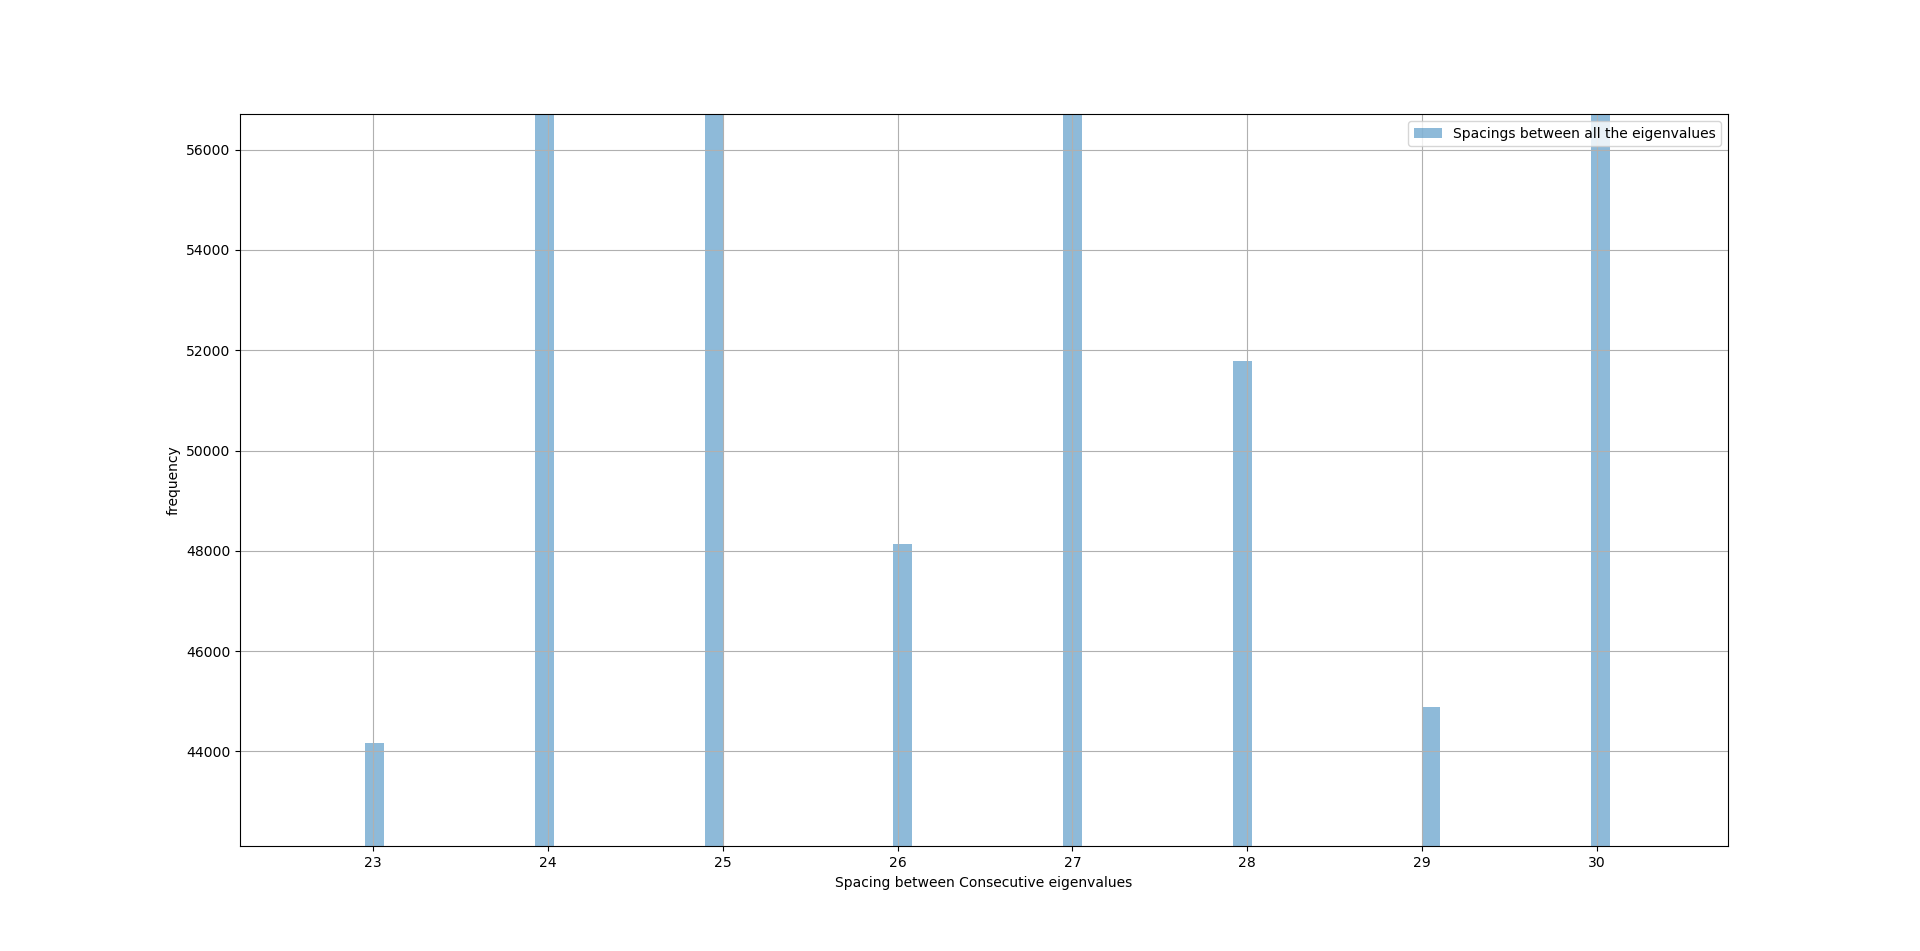 Spacings between all the eigenvalues
56000
54000
52000
50000
48000
46000
44000
frequency
23 24 25 26 27 28 29 30
Spacing between Consecutive eigenvalues